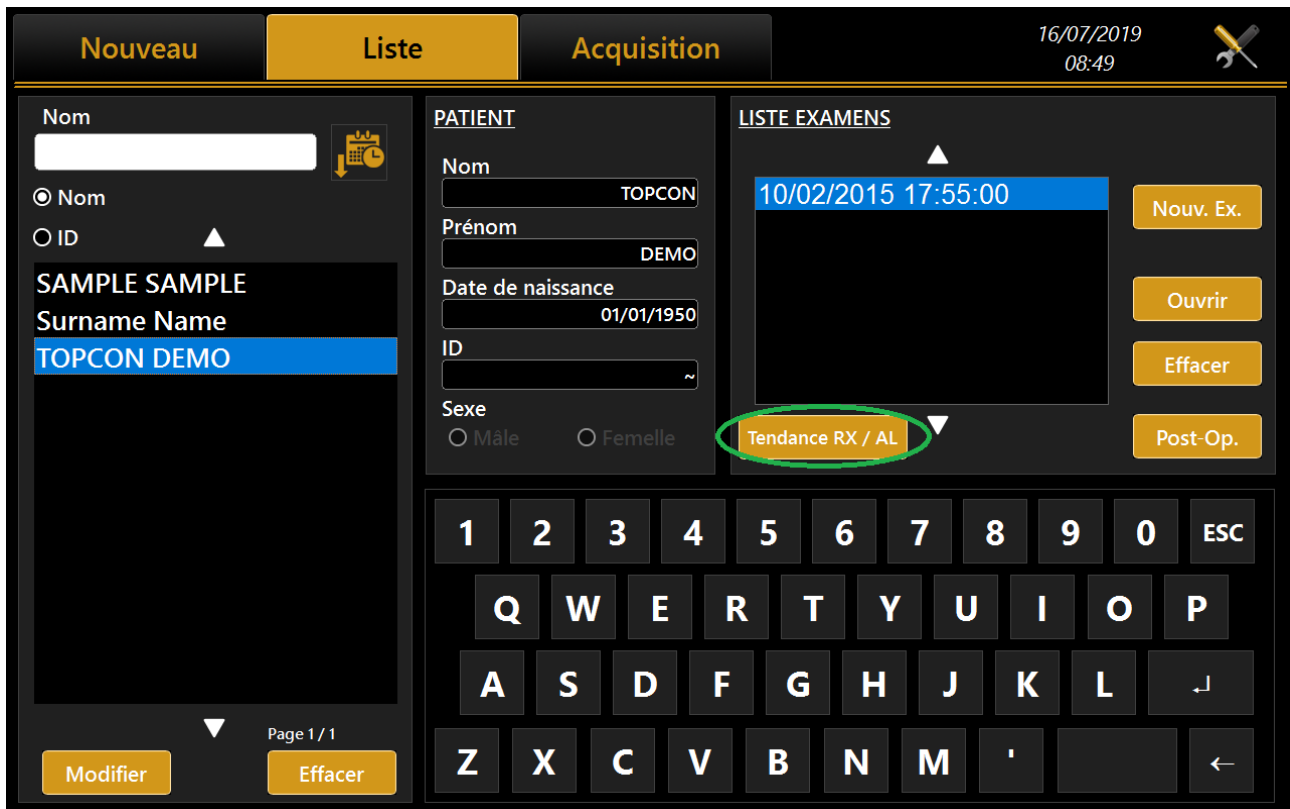 Nouveau
Liste
Acquisition
16/07/2019
08:49
Nom
Nom
ID
SAMPLE SAMPLE
Surname Name
TOPCON DEMO
Page 1 / 1
Modifier
Effacer
PATIENT
Nom
TOPCON
Prénom
DEMO
Date de naissance
01/01/1950
ID
~
Sexe
Mâle
Femelle
LISTE EXAMENS
10/02/2015 17:55:00
Nouv. Ex.
Ouvrir
Effacer
Tendance RX / AL
Post-Op.
1 2 3 4 5 6 7 8 9 0 ESC
Q W E R T Y U I O P
A S D F G H J K L ↵
Z X C V B N M ' ←